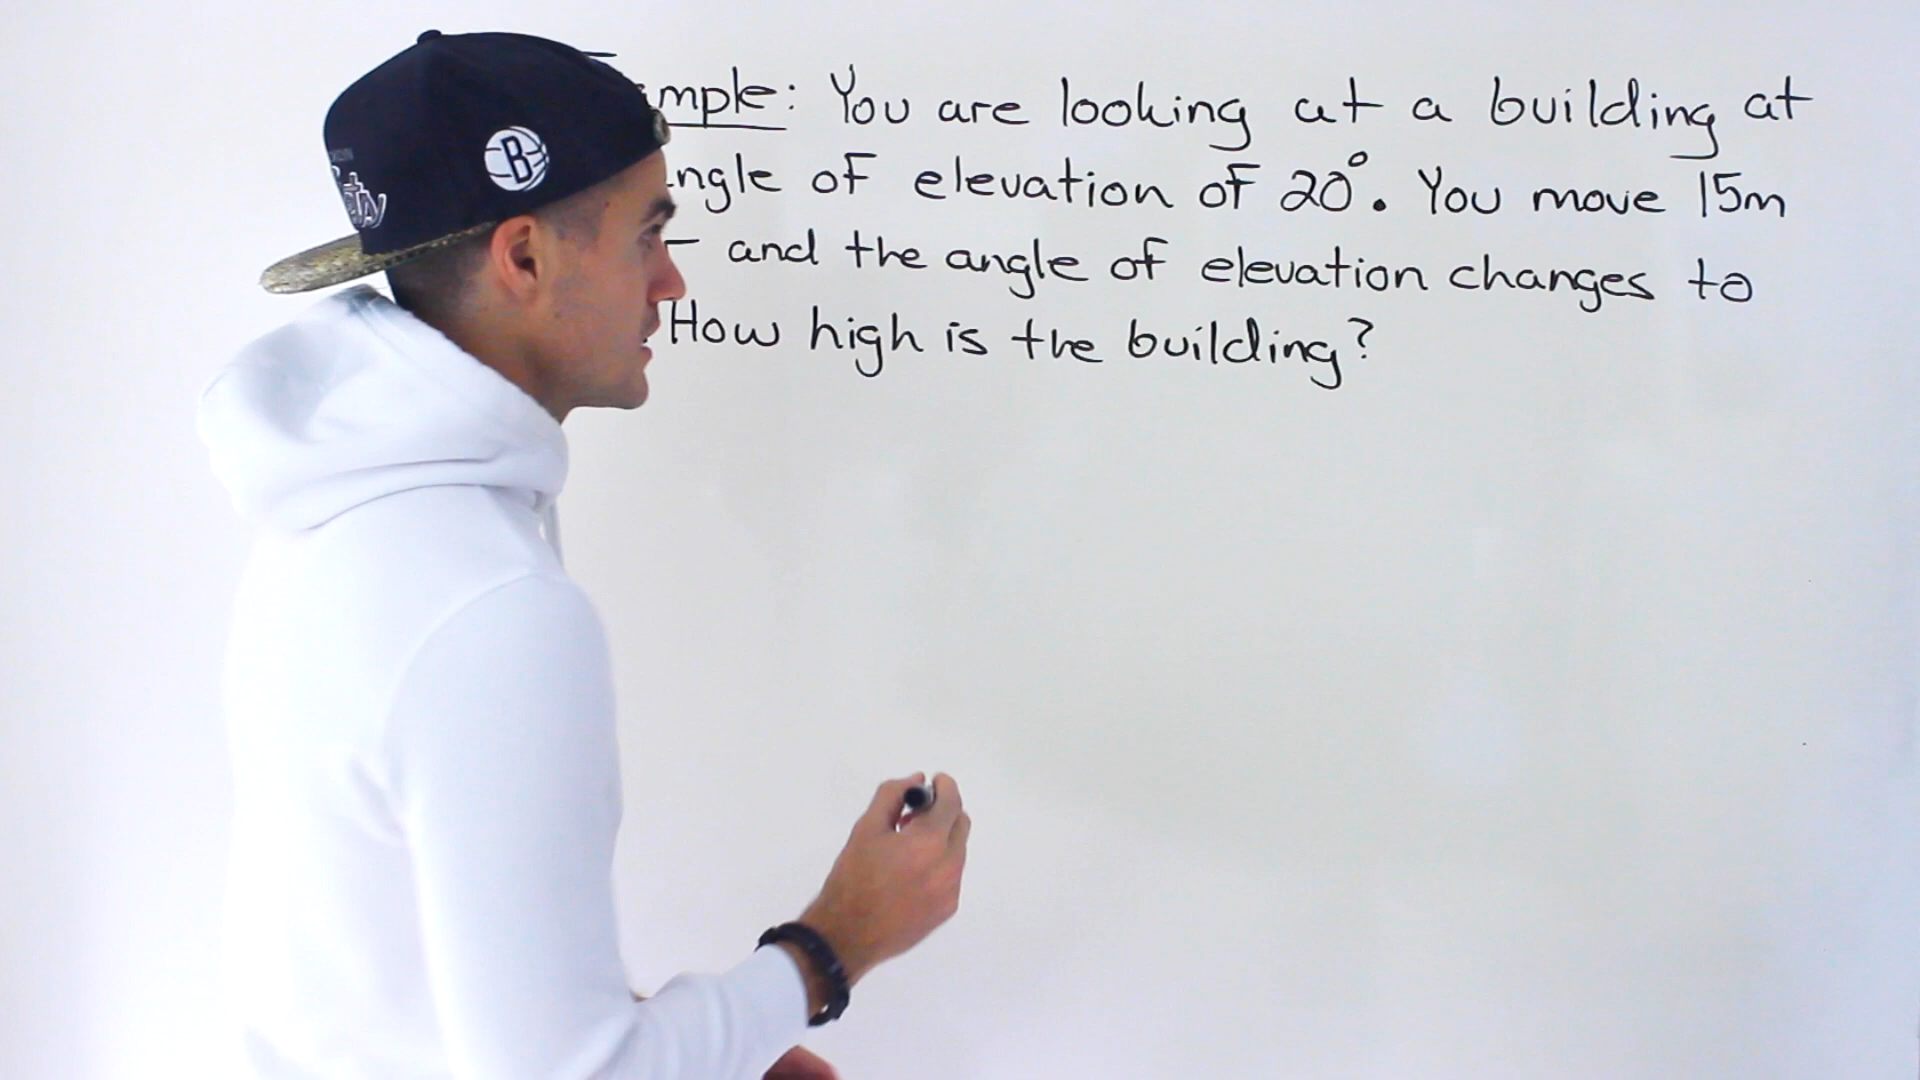 mple: You are looking at a building at
ngle of elevation of 20°. You move 15m
and the angle of elevation changes to
How high is the building?
B